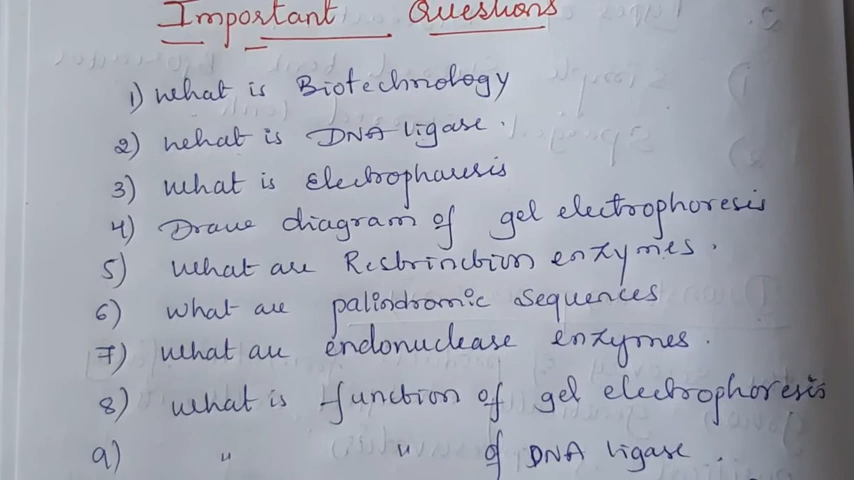 Important Questions
1) What is Biotechnology
2) What is DNA ligase.
3) What is Electrophoresis
4) Draw diagram of gel electrophoresis
5) What are Restrinction enzymes.
6) What are palindromic sequences
7) What are endonuclease enzymes.
8) What is function of gel electrophoresis
9) " " of DNA ligase.